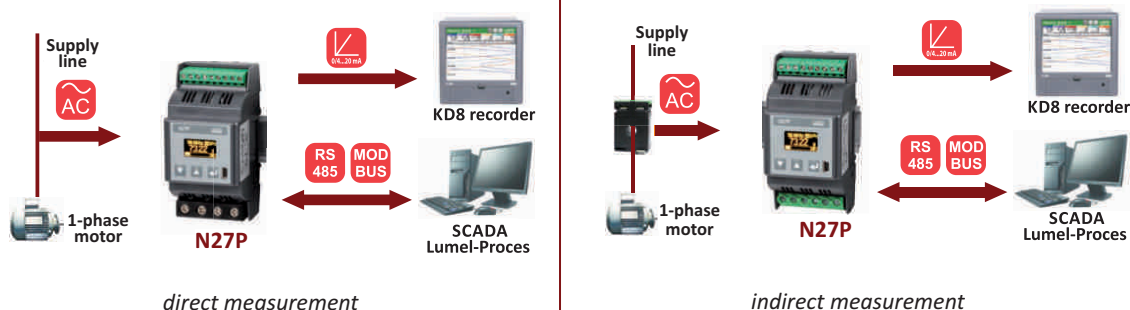 Supply
line
AC
0/4...20 mA
KD8 recorder
RS
485
MOD
BUS
1-phase
motor
N27P
SCADA
Lumel-Proces
direct measurement
Supply
line
AC
0/4...20 mA
KD8 recorder
RS
485
MOD
BUS
1-phase
motor
N27P
SCADA
Lumel-Proces
indirect measurement